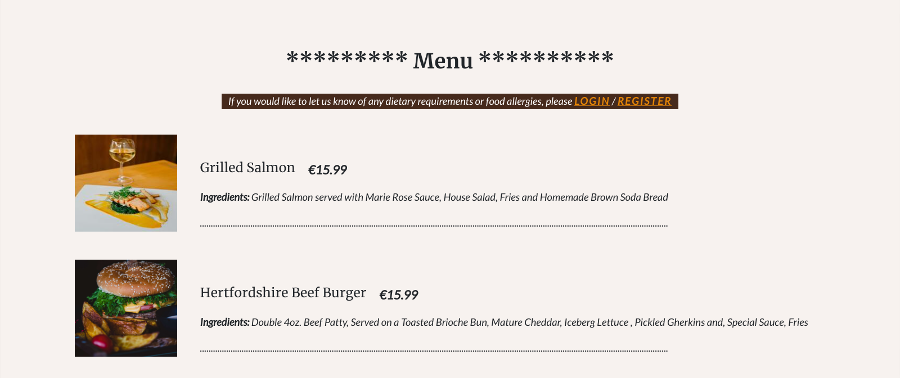 ********* Menu **********
If you would like to let us know of any dietary requirements or food allergies, please LOGIN / REGISTER
Grilled Salmon €15.99
Ingredients: Grilled Salmon served with Marie Rose Sauce, House Salad, Fries and Homemade Brown Soda Bread
Hertfordshire Beef Burger €15.99
Ingredients: Double 4oz. Beef Patty, Served on a Toasted Brioche Bun, Mature Cheddar, Iceberg Lettuce , Pickled Gherkins and, Special Sauce, Fries